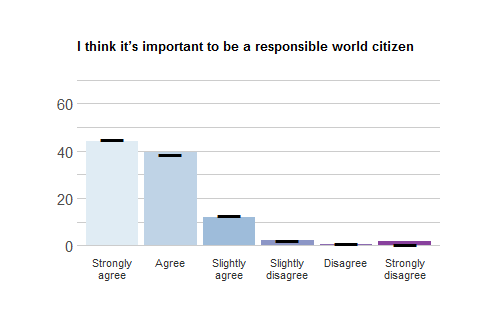 I think it’s important to be a responsible world citizen
60
40
20
0
Strongly agree
Agree
Slightly agree
Slightly disagree
Disagree
Strongly disagree